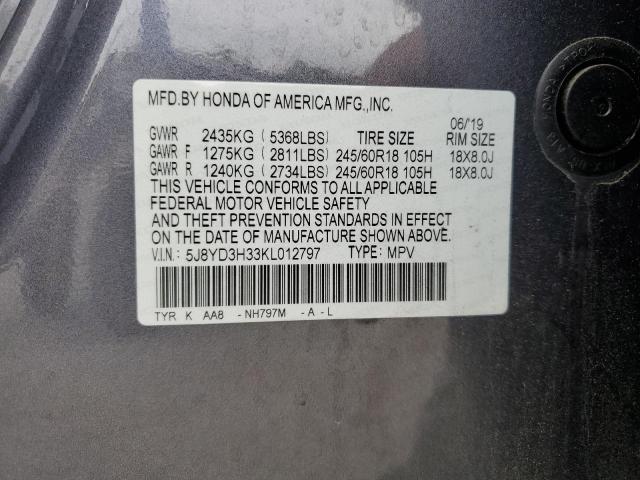 MFD.BY HONDA OF AMERICA MFG.,INC.
06/'19
GVWR 2435KG (5368LBS) TIRE SIZE RIM SIZE
GAWR F 1275KG (2811LBS) 245/60R18 105H 18X8.0J
GAWR R 1240KG (2734LBS) 245/60R18 105H 18X8.0J
THIS VEHICLE CONFORMS TO ALL APPLICABLE
FEDERAL MOTOR VEHICLE SAFETY
AND THEFT PREVENTION STANDARDS IN EFFECT
ON THE DATE OF MANUFACTURE SHOWN ABOVE.
V.I.N.: 5J8YD3H33KL012797 TYPE: MPV
TYR K AA8 -NH797M -A -L